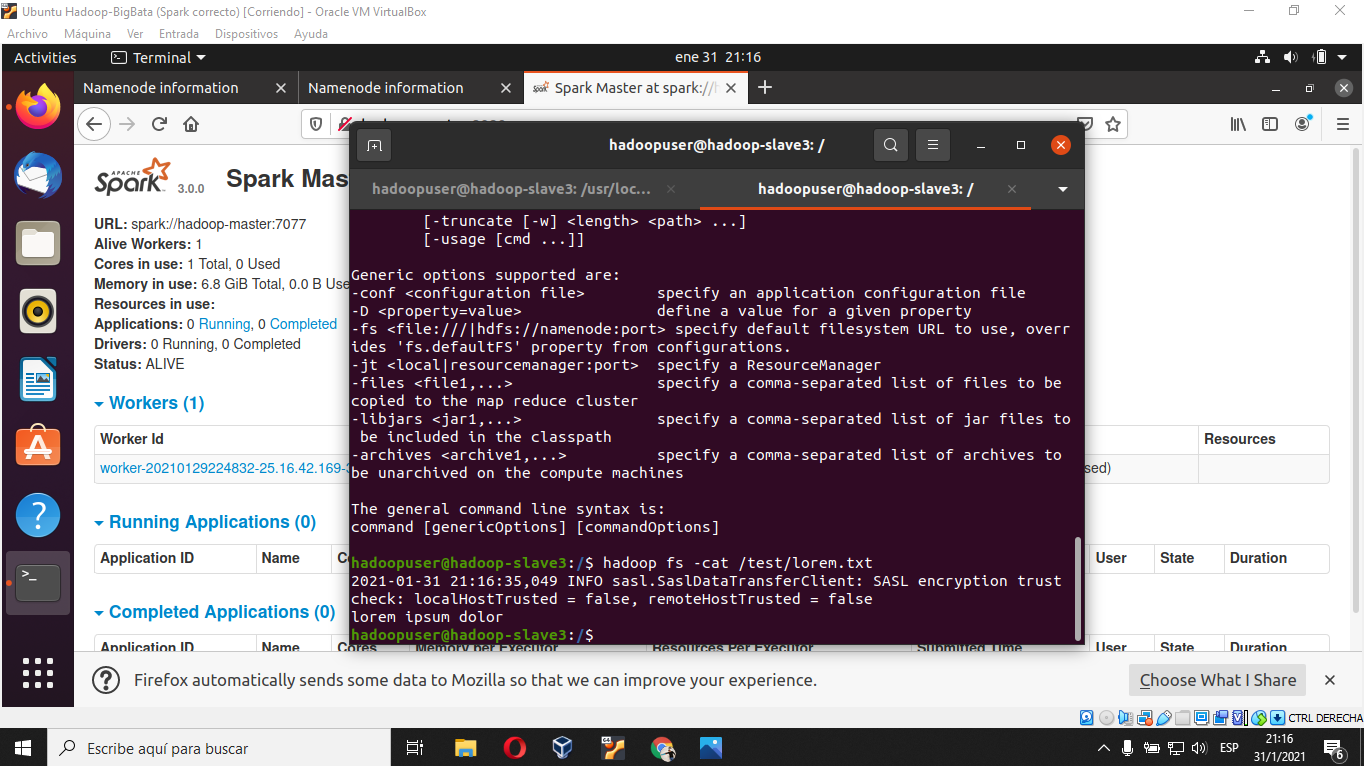 Ubuntu Hadoop-BigBata (Spark correcto) [Corriendo] - Oracle VM VirtualBox
Archivo Máquina Ver Entrada Dispositivos Ayuda
Activities Terminal ene 31 21:16
Namenode information Namenode information Spark Master at spark://h
hadoopuser@hadoop-slave3: /
hadoopuser@hadoop-slave3: /usr/loc... hadoopuser@hadoop-slave3: /
APACHE Spark 3.0.0 Spark Mas
URL: spark://hadoop-master:7077
Alive Workers: 1
Cores in use: 1 Total, 0 Used
Memory in use: 6.8 GiB Total, 0.0 B Use
Resources in use:
Applications: 0 Running, 0 Completed
Drivers: 0 Running, 0 Completed
Status: ALIVE
Workers (1)
Worker Id Resources
worker-20210129224832-25.16.42.169- sed)
Running Applications (0)
Application ID Name Co User State Duration
Completed Applications (0)
Application ID Name Cores Memory per Executor Resources Per Executor Submitted Time User State Duration
[-truncate [-w] <length> <path> ...]
[-usage [cmd ...]]
Generic options supported are:
-conf <configuration file> specify an application configuration file
-D <property=value> define a value for a given property
-fs <file:///|hdfs://namenode:port> specify default filesystem URL to use, overr
ides 'fs.defaultFS' property from configurations.
-jt <local|resourcemanager:port> specify a ResourceManager
-files <file1,...> specify a comma-separated list of files to be
copied to the map reduce cluster
-libjars <jar1,...> specify a comma-separated list of jar files to
be included in the classpath
-archives <archive1,...> specify a comma-separated list of archives to
be unarchived on the compute machines
The general command line syntax is:
command [genericOptions] [commandOptions]
hadoopuser@hadoop-slave3:/$ hadoop fs -cat /test/lorem.txt
2021-01-31 21:16:35,049 INFO sasl.SaslDataTransferClient: SASL encryption trust
check: localHostTrusted = false, remoteHostTrusted = false
lorem ipsum dolor
hadoopuser@hadoop-slave3:/$
Firefox automatically sends some data to Mozilla so that we can improve your experience. Choose What I Share
CTRL DERECHA
Escribe aquí para buscar
ESP
21:16
31/1/2021
6